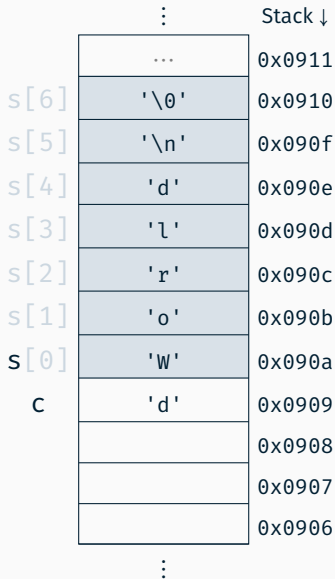 ⋮ Stack ↓
... 0x0911
s[6] '\0' 0x0910
s[5] '\n' 0x090f
s[4] 'd' 0x090e
s[3] 'l' 0x090d
s[2] 'r' 0x090c
s[1] 'o' 0x090b
s[0] 'W' 0x090a
c 'd' 0x0909
0x0908
0x0907
0x0906
⋮